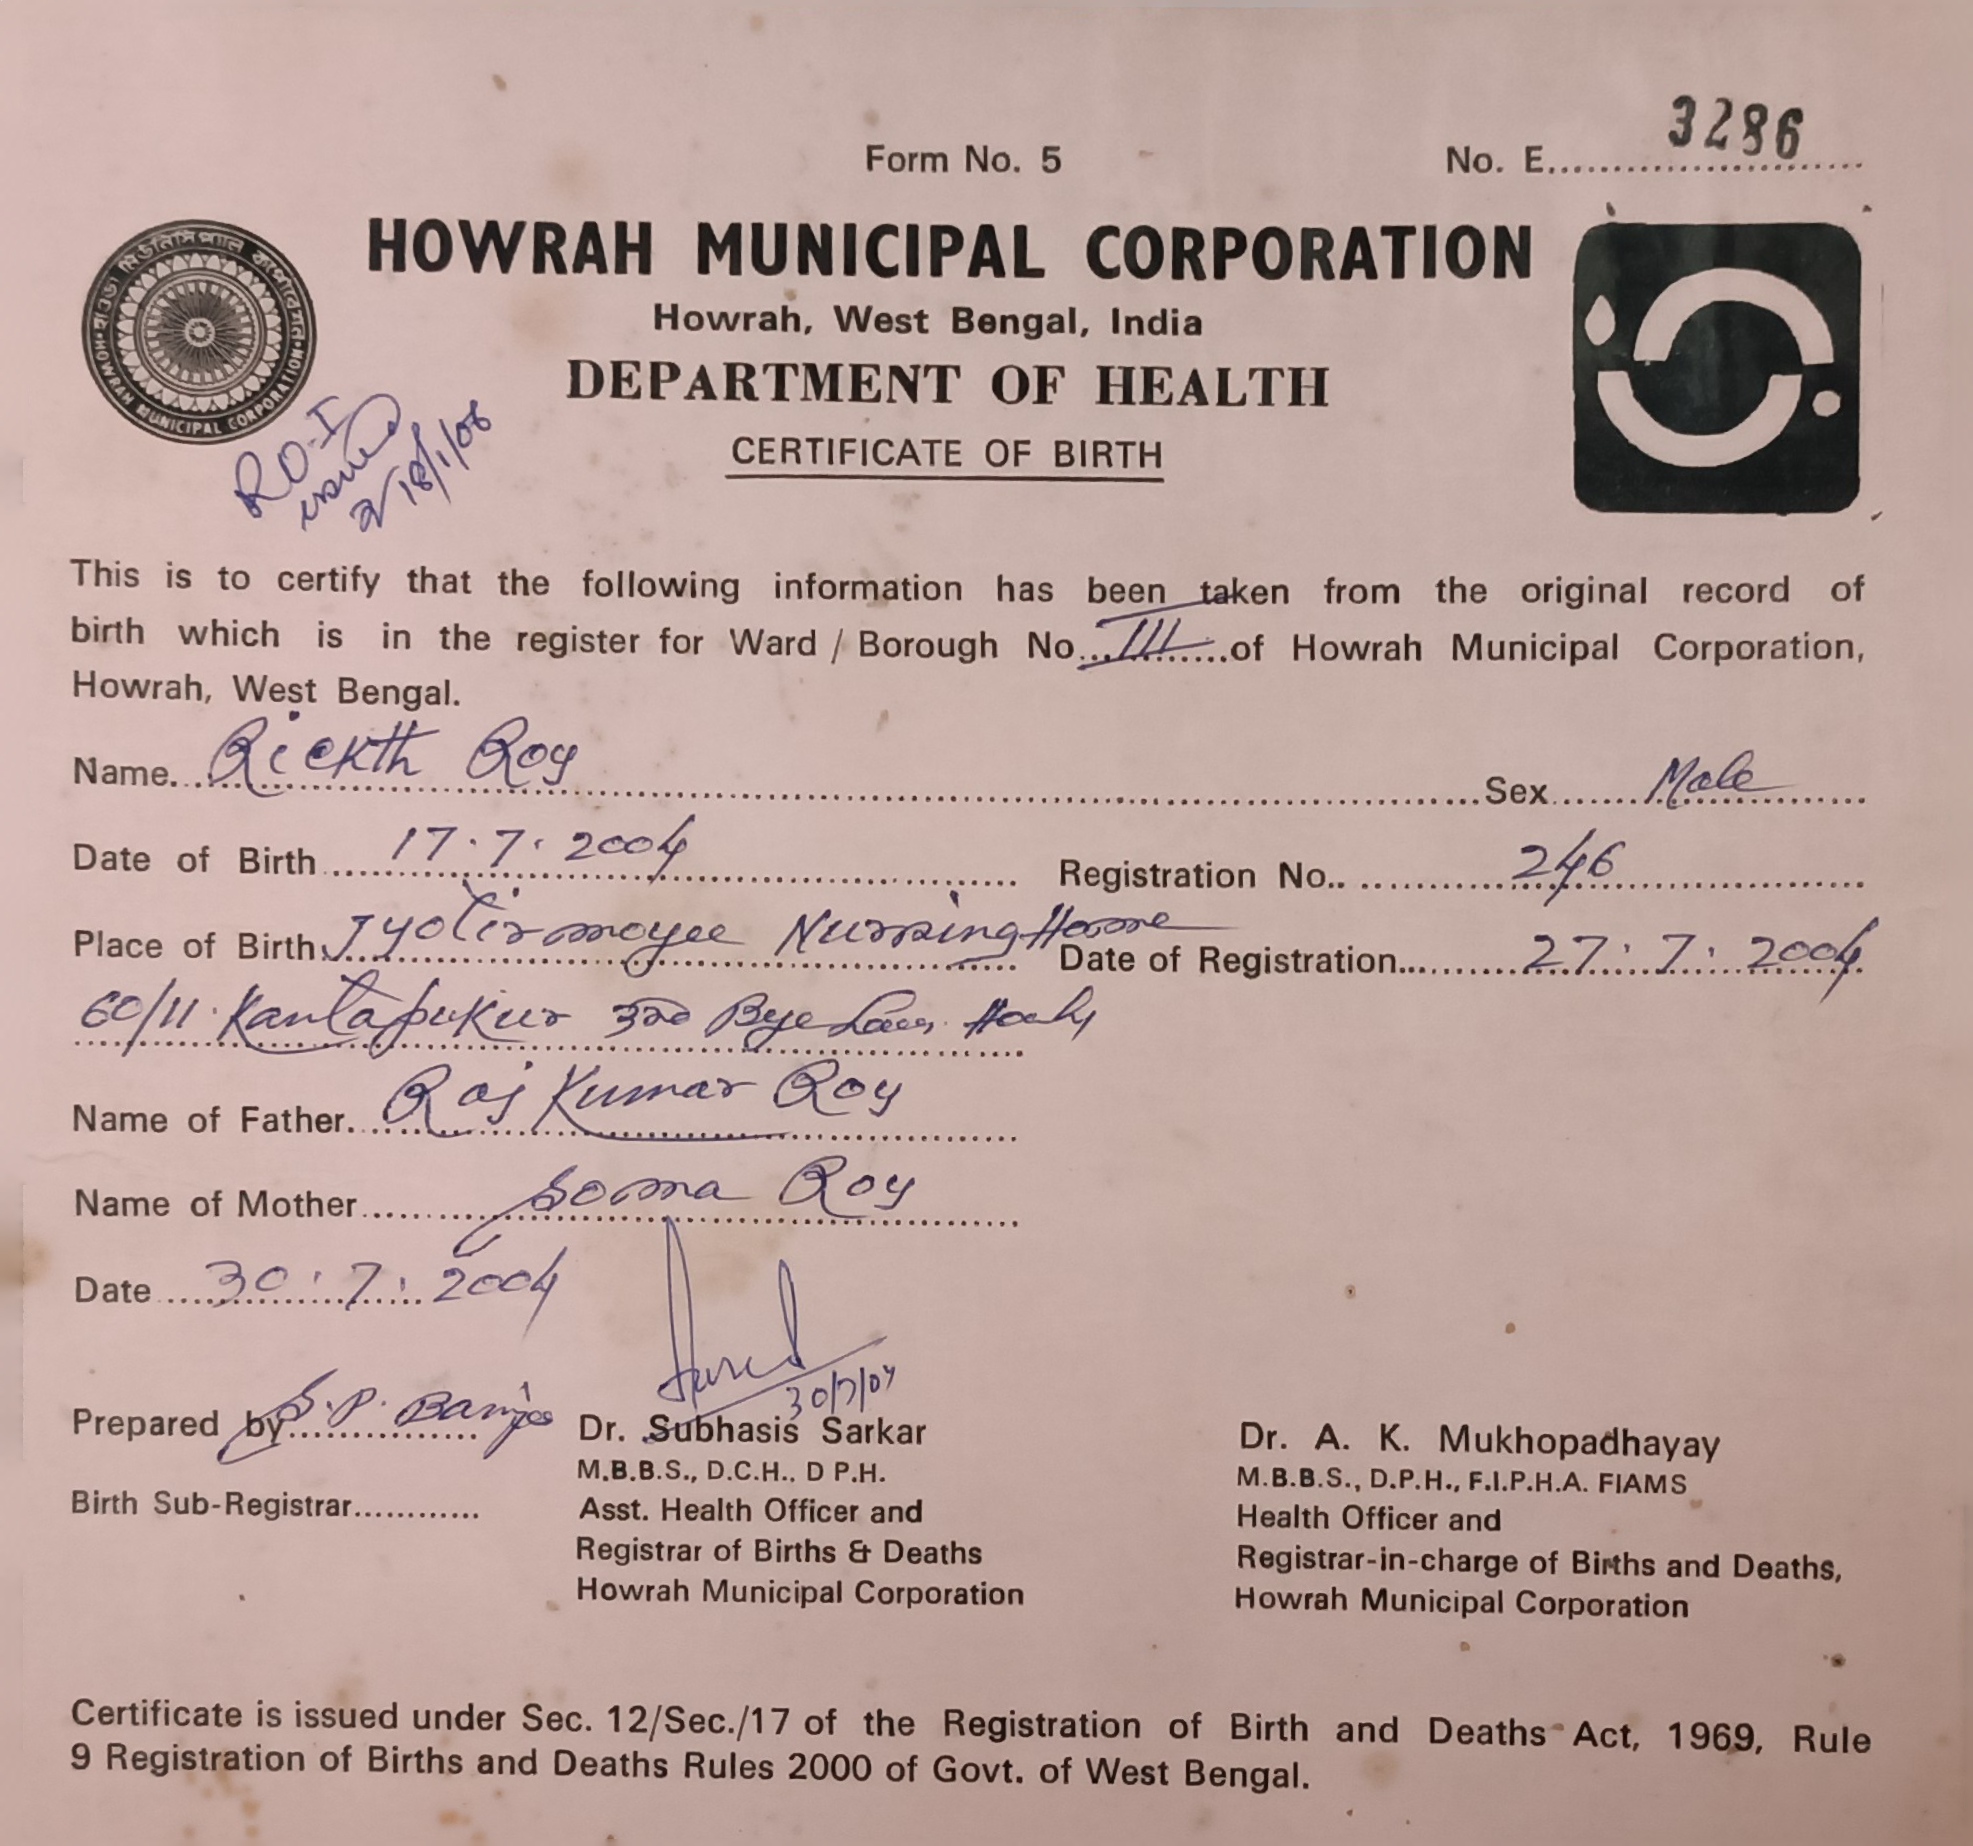 Form No. 5
No. E 3286
হাওড়া মিউনিসিপ্যাল কর্পোরেশন
HOWRAH MUNICIPAL CORPORATION
HOWRAH MUNICIPAL CORPORATION
Howrah, West Bengal, India
DEPARTMENT OF HEALTH
CERTIFICATE OF BIRTH
RO-I
issued
18/1/08
This is to certify that the following information has been taken from the original record of
birth which is in the register for Ward / Borough No. III of Howrah Municipal Corporation,
Howrah, West Bengal.
Name. Rickth Roy Sex Male
Date of Birth 17.7.2004 Registration No.. 246
Place of Birth. Jyotirmoyee Nursing Home Date of Registration 27.7.2004
60/11 Kantapukur 3rd Bye Lane
Name of Father. Raj Kumar Roy
Name of Mother Soma Roy
Date 30.7.2004
30/7/04
Prepared by S.P. Dr. Subhasis Sarkar Dr. A. K. Mukhopadhayay
M.B.B.S., D.C.H.. D P.H. M.B.B.S., D.P.H., F.I.P.H.A. FIAMS
Birth Sub-Registrar............ Asst. Health Officer and Health Officer and
Registrar of Births & Deaths Registrar-in-charge of Births and Deaths,
Howrah Municipal Corporation Howrah Municipal Corporation
Certificate is issued under Sec. 12/Sec./17 of the Registration of Birth and Deaths Act, 1969, Rule
9 Registration of Births and Deaths Rules 2000 of Govt. of West Bengal.